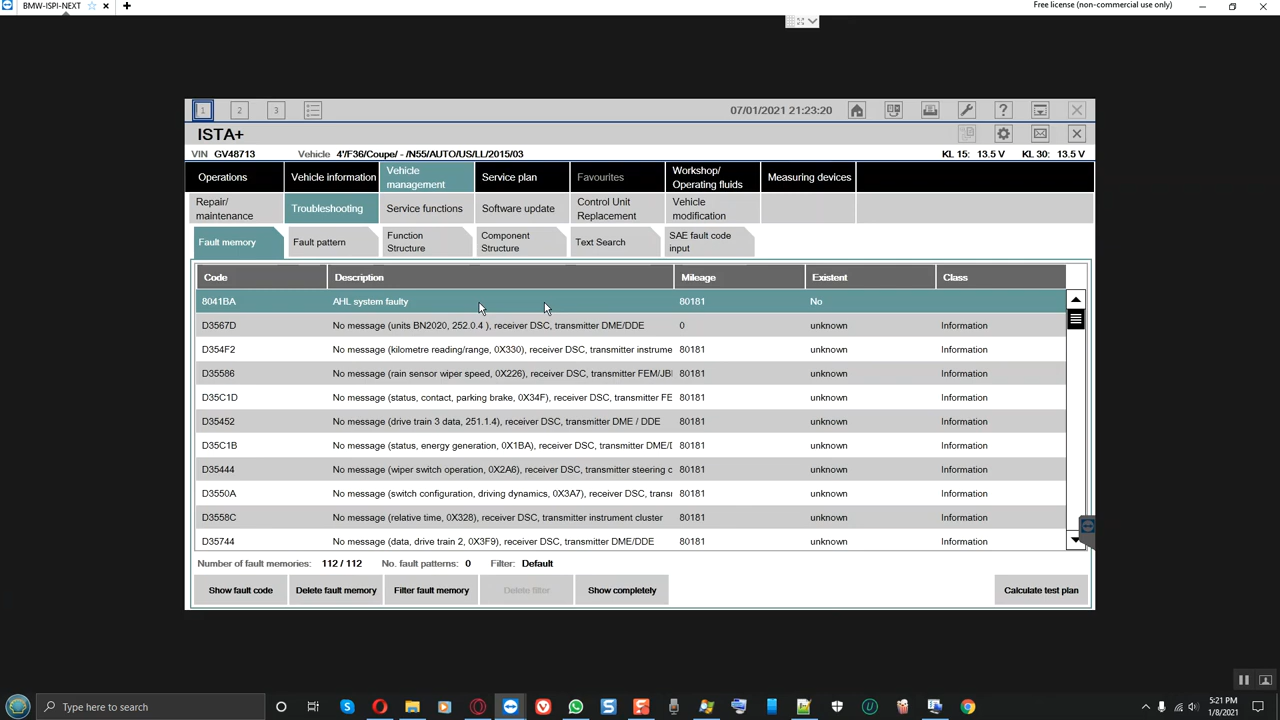 BMW-ISPI-NEXT
Free license (non-commercial use only)
1 2 3
07/01/2021 21:23:20
ISTA+
VIN GV48713 Vehicle 4'/F36/Coupe/ - /N55/AUTO/US/LL/2015/03 KL 15: 13.5 V KL 30: 13.5 V
Operations
Vehicle information
Vehicle
management
Service plan
Favourites
Workshop/
Operating fluids
Measuring devices
Repair/
maintenance
Troubleshooting
Service functions
Software update
Control Unit
Replacement
Vehicle
modification
Fault memory
Fault pattern
Function
Structure
Component
Structure
Text Search
SAE fault code
input
Code Description Mileage Existent Class
8041BA AHL system faulty 80181 No
D3567D No message (units BN2020, 252.0.4 ), receiver DSC, transmitter DME/DDE 0 unknown Information
D354F2 No message (kilometre reading/range, 0X330), receiver DSC, transmitter instrume 80181 unknown Information
D35586 No message (rain sensor wiper speed, 0X226), receiver DSC, transmitter FEM/JBI 80181 unknown Information
D35C1D No message (status, contact, parking brake, 0X34F), receiver DSC, transmitter FE 80181 unknown Information
D35452 No message (drive train 3 data, 251.1.4), receiver DSC, transmitter DME / DDE 80181 unknown Information
D35C1B No message (status, energy generation, 0X1BA), receiver DSC, transmitter DME/D 80181 unknown Information
D35444 No message (wiper switch operation, 0X2A6), receiver DSC, transmitter steering c 80181 unknown Information
D3550A No message (switch configuration, driving dynamics, 0X3A7), receiver DSC, transi 80181 unknown Information
D3558C No message (relative time, 0X328), receiver DSC, transmitter instrument cluster 80181 unknown Information
D35744 No message (data, drive train 2, 0X3F9), receiver DSC, transmitter DME/DDE 80181 unknown Information
Number of fault memories: 112 / 112 No. fault patterns: 0 Filter: Default
Show fault code
Delete fault memory
Filter fault memory
Delete filter
Show completely
Calculate test plan
Type here to search
5:21 PM
1/8/2021